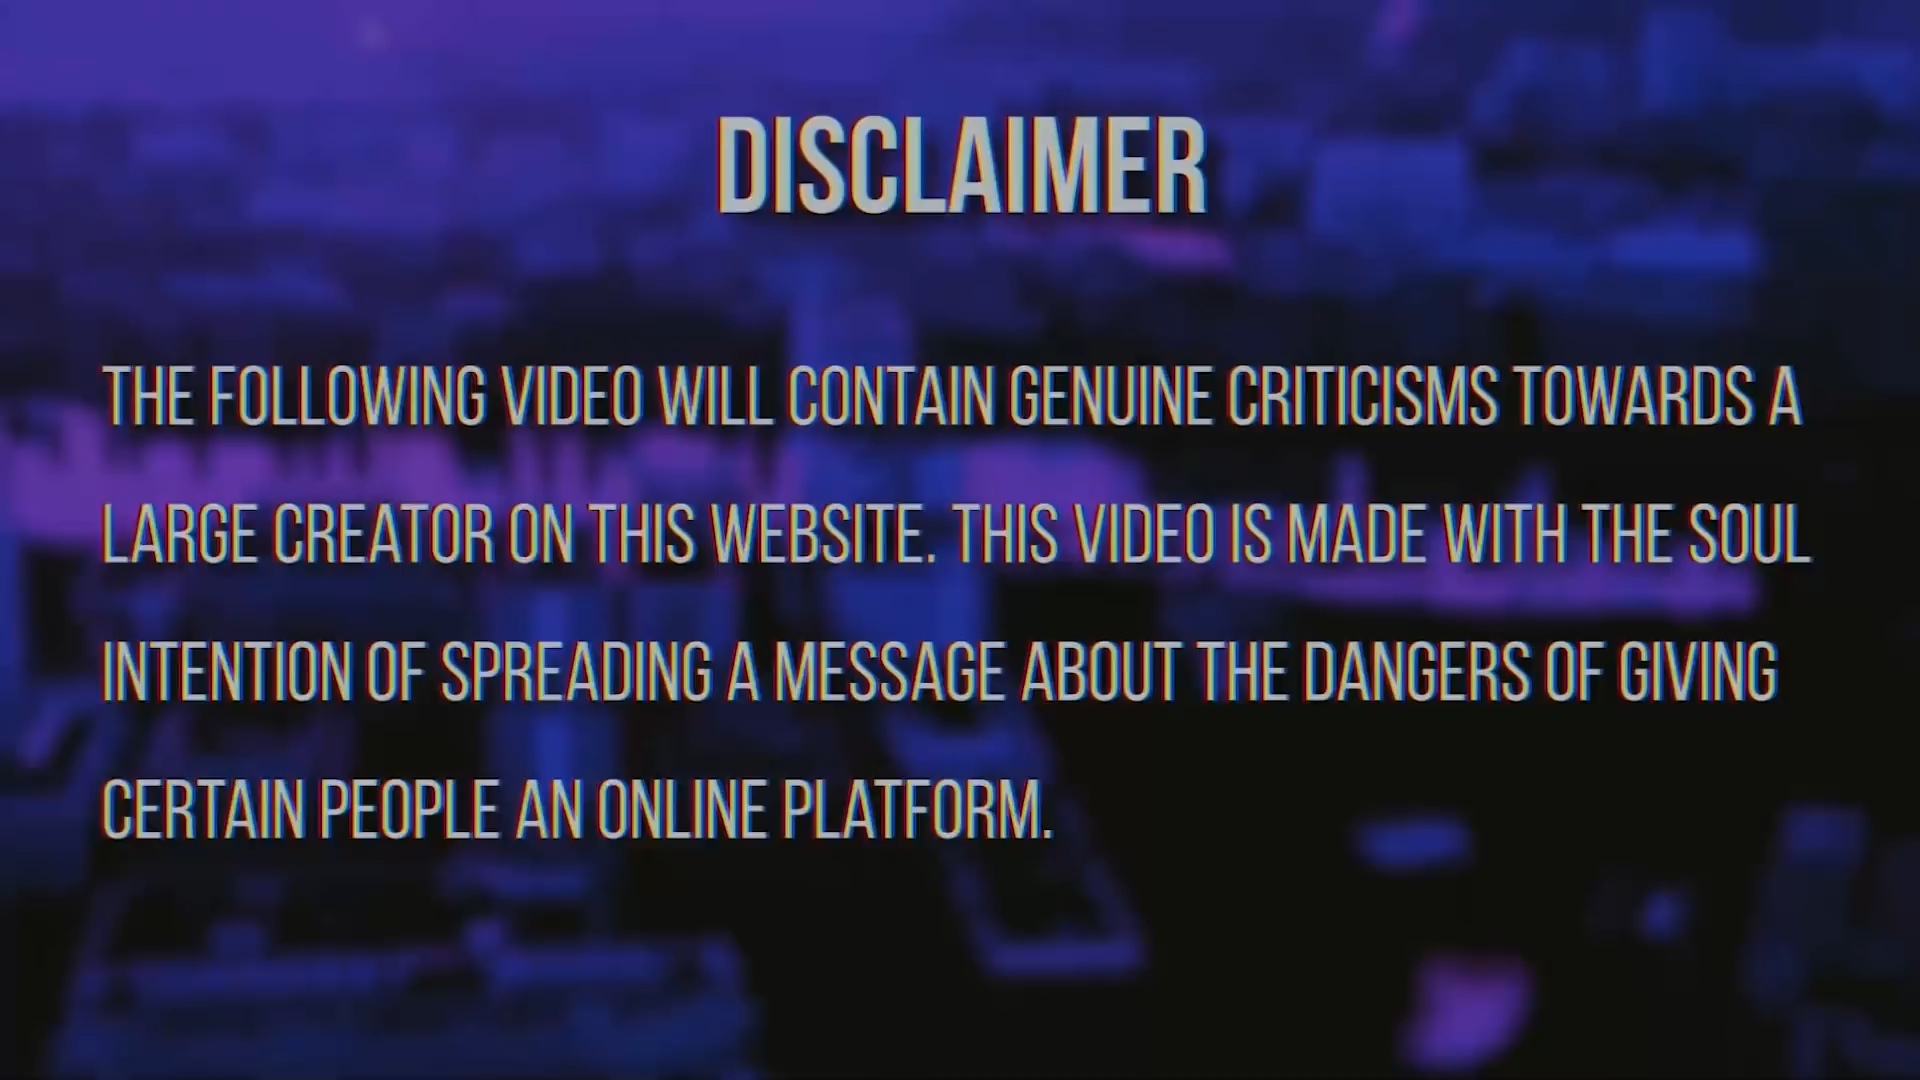 DISCLAIMER
THE FOLLOWING VIDEO WILL CONTAIN GENUINE CRITICISMS TOWARDS A
LARGE CREATOR ON THIS WEBSITE. THIS VIDEO IS MADE WITH THE SOUL
INTENTION OF SPREADING A MESSAGE ABOUT THE DANGERS OF GIVING
CERTAIN PEOPLE AN ONLINE PLATFORM.